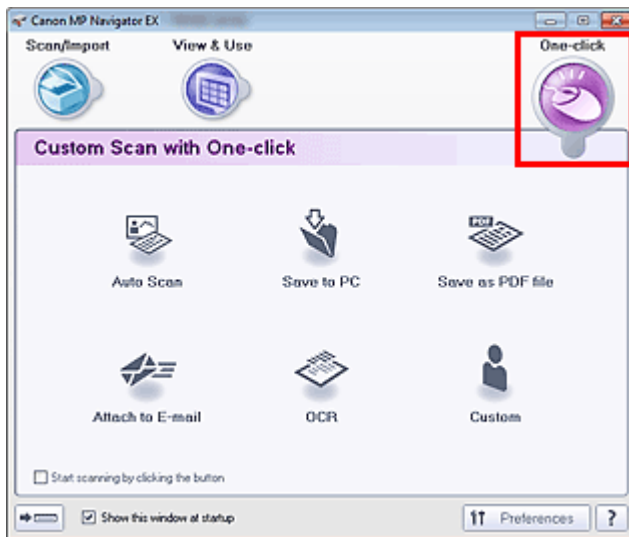 Canon MP Navigator EX
Scan/Import View & Use One-click
Custom Scan with One-click
Auto Scan Save to PC Save as PDF file
PDF
Attach to E-mail OCR Custom
Start scanning by clicking the button
Show this window at startup Preferences ?